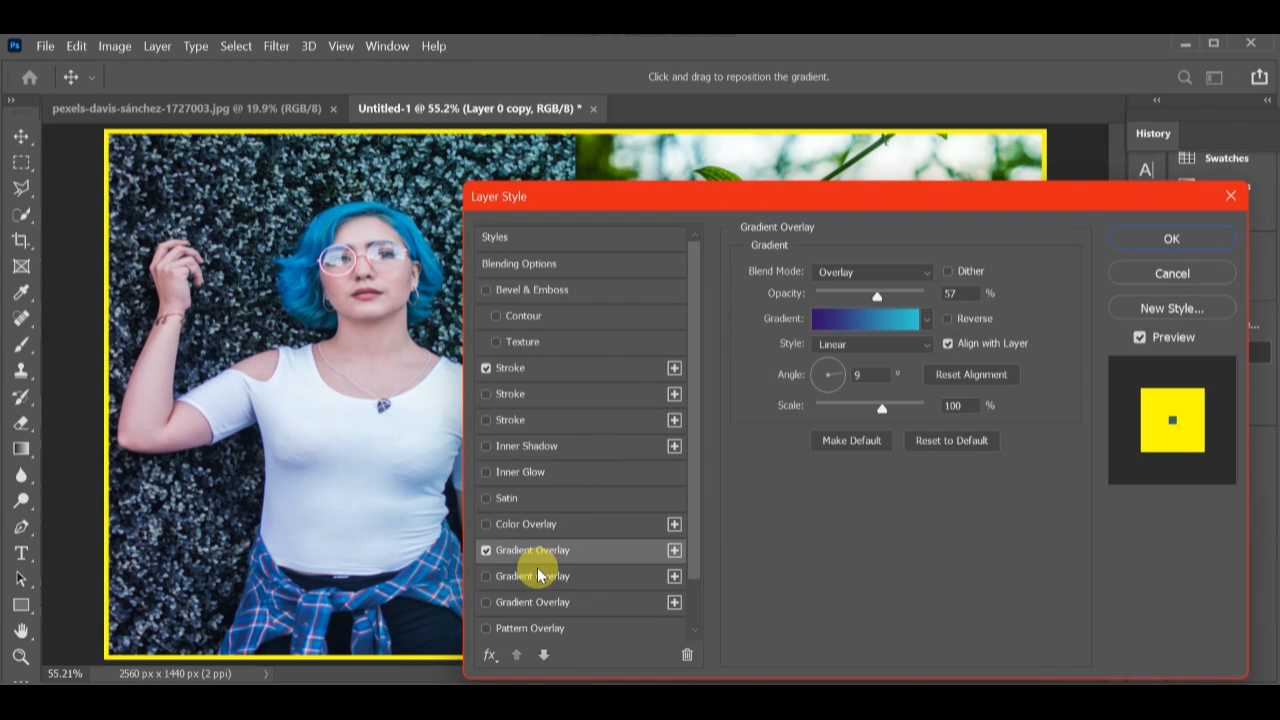 Ps File Edit Image Layer Type Select Filter 3D View Window Help
Click and drag to reposition the gradient.
pexels-davis-sánchez-1727003.jpg @ 19.9% (RGB/8) × Untitled-1 @ 55.2% (Layer 0 copy, RGB/8) * ×
History
Swatches
Layer Style
Styles
Blending Options
Bevel & Emboss
Contour
Texture
Stroke
Stroke
Stroke
Inner Shadow
Inner Glow
Satin
Color Overlay
Gradient Overlay
Gradient Overlay
Gradient Overlay
Pattern Overlay
fx
Gradient Overlay
Gradient
Blend Mode: Overlay Dither
Opacity: 57 %
Gradient: Reverse
Style: Linear Align with Layer
Angle: 9 ° Reset Alignment
Scale: 100 %
Make Default Reset to Default
OK
Cancel
New Style...
Preview
55.21% 2560 px x 1440 px (2 ppi)